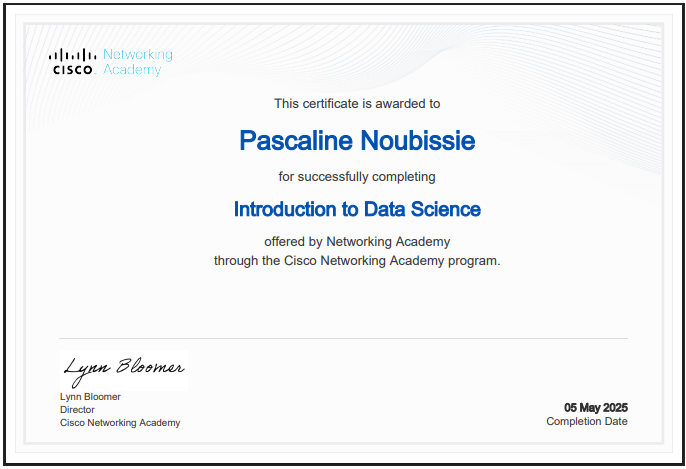 Networking
CISCO Academy
This certificate is awarded to
Pascaline Noubissie
for successfully completing
Introduction to Data Science
offered by Networking Academy
through the Cisco Networking Academy program.
Lynn Bloomer
Lynn Bloomer
Director
Cisco Networking Academy
05 May 2025
Completion Date